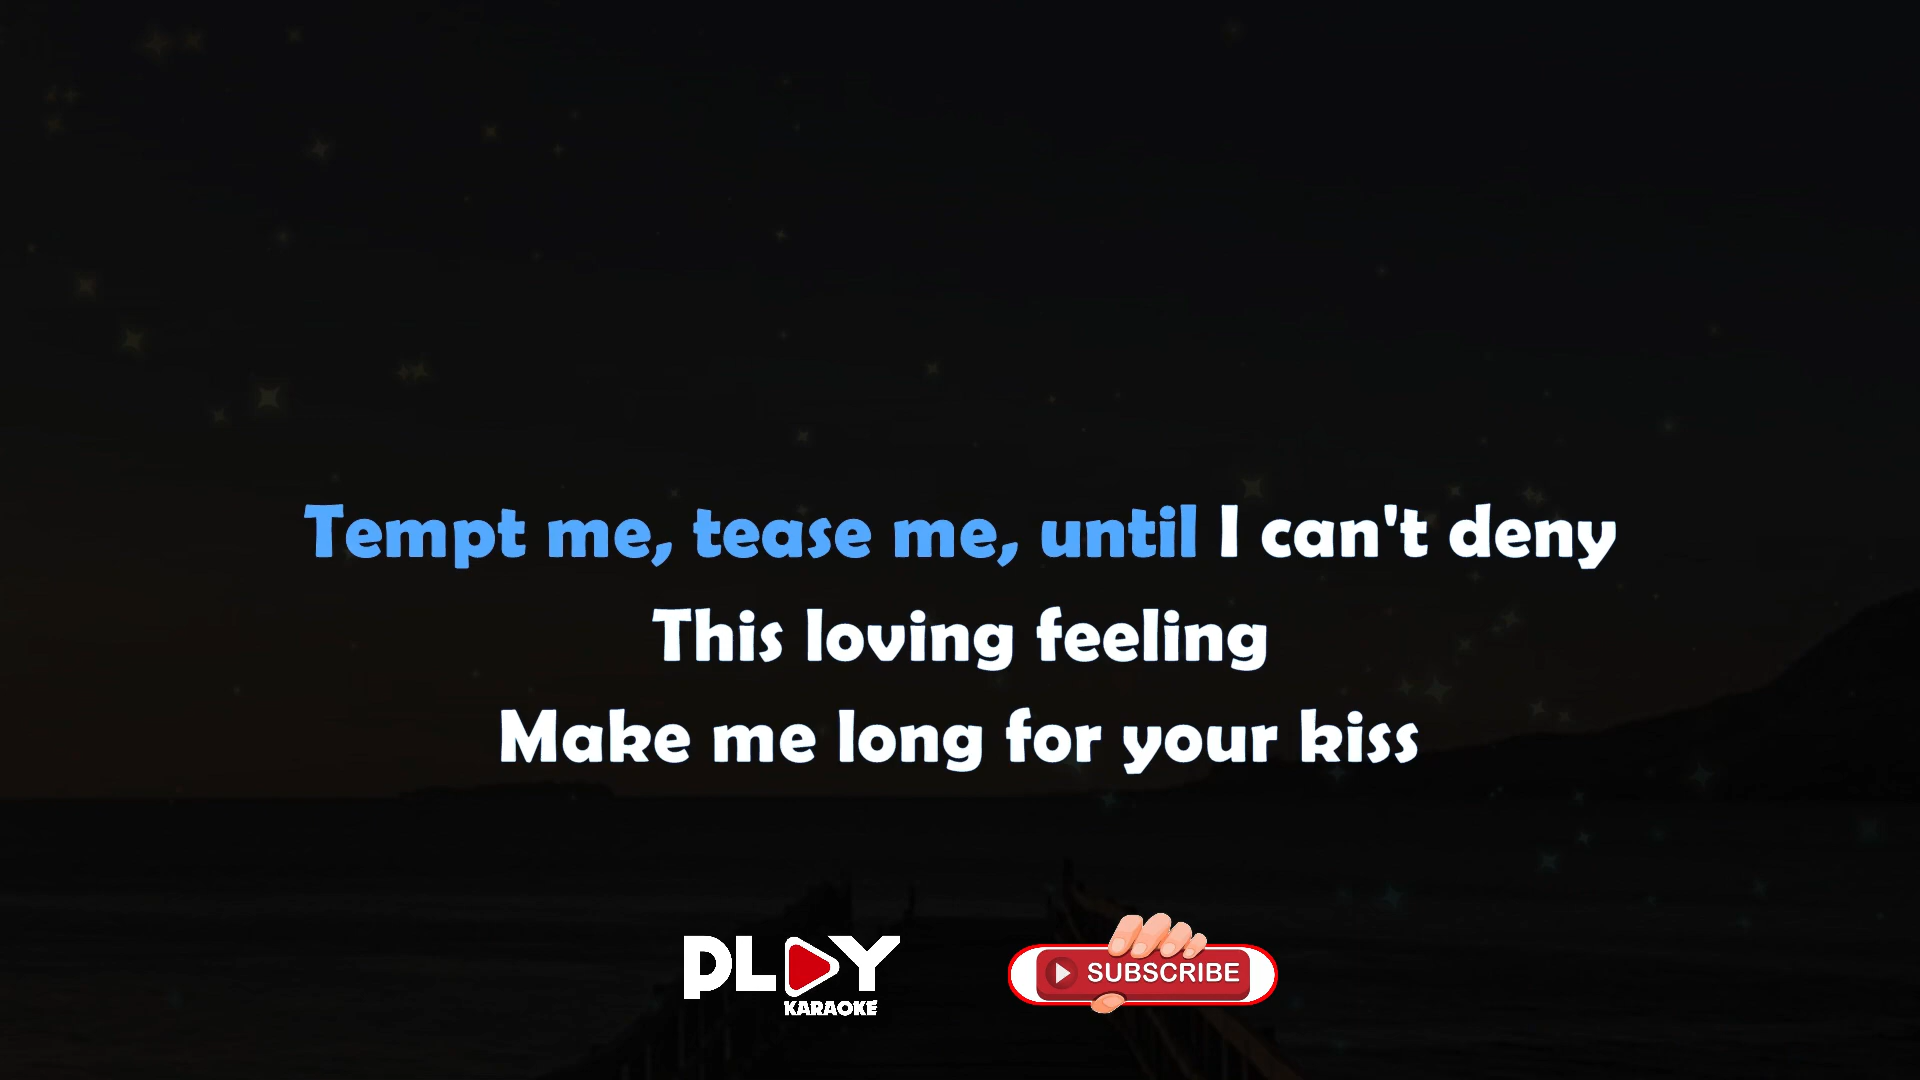 Tempt me, tease me, until I can't deny
This loving feeling
Make me long for your kiss
PLAY
KARAOKE
SUBSCRIBE